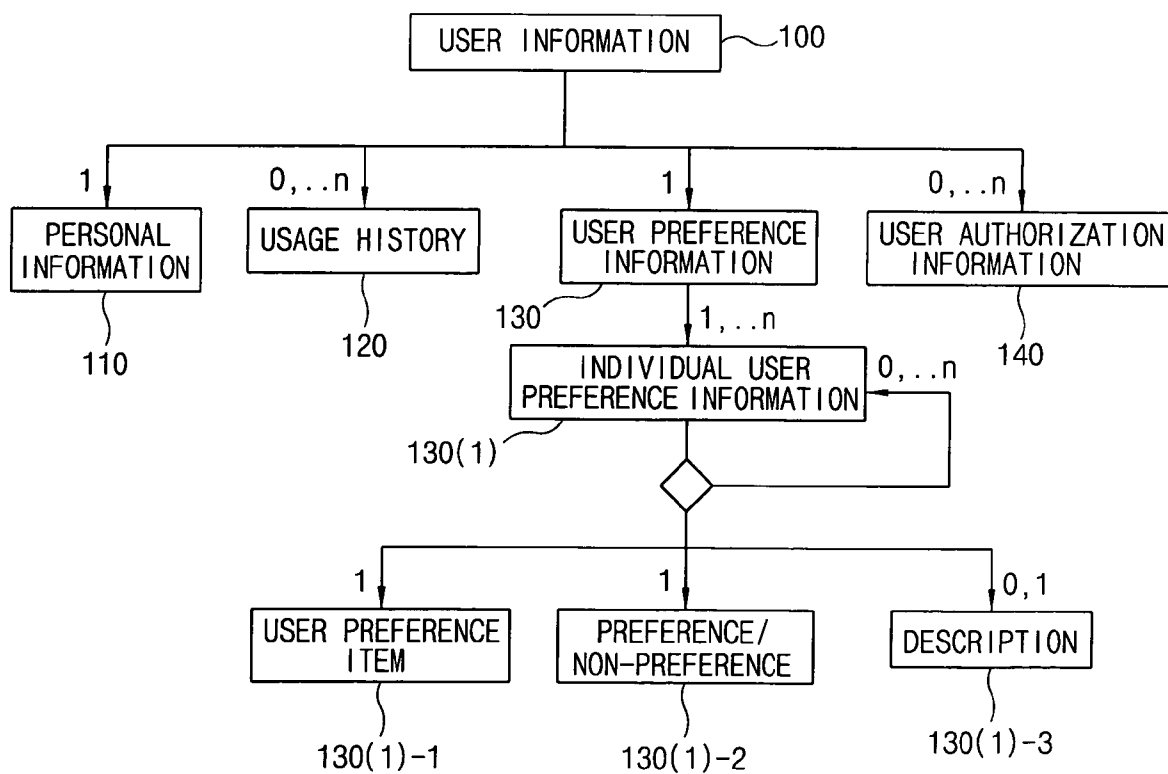 USER INFORMATION
100
1
0,..n
1
0,..n
PERSONAL
INFORMATION
USAGE HISTORY
USER PREFERENCE
INFORMATION
USER AUTHORIZATION
INFORMATION
110
120
130
140
1,..n
INDIVIDUAL USER
PREFERENCE INFORMATION
0,..n
130(1)
1
1
0,1
USER PREFERENCE
ITEM
PREFERENCE/
NON-PREFERENCE
DESCRIPTION
130(1)-1
130(1)-2
130(1)-3